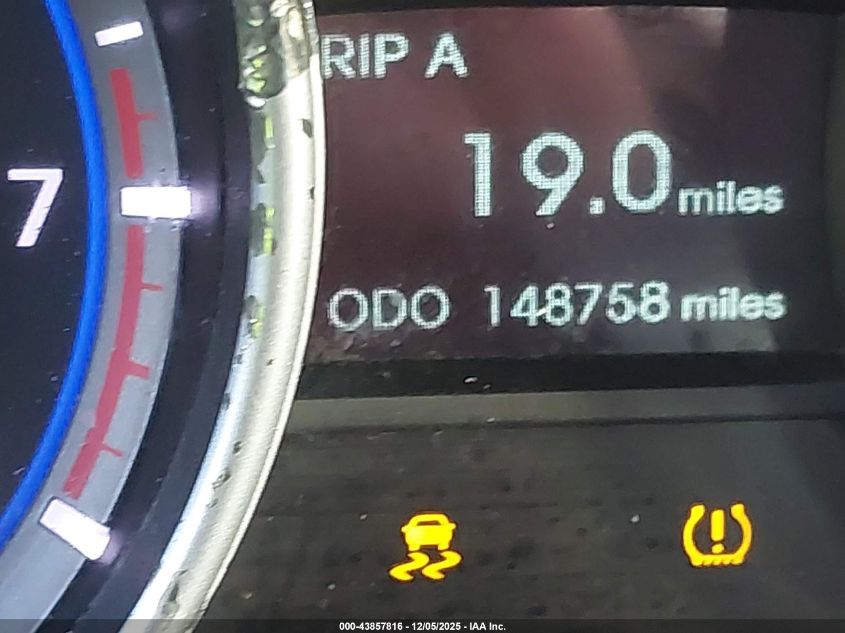 RIP A
19.0 miles
7
ODO 148758 miles
000-43857816 - 12/05/2025 - IAA Inc.